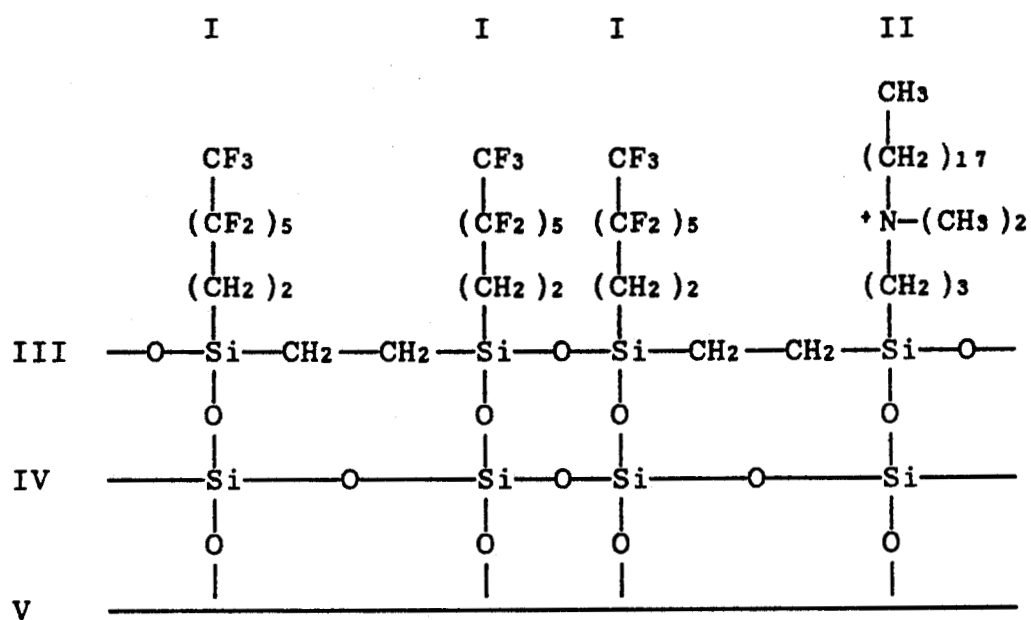 I I I II
CH3
CF3 CF3 CF3 (CH2)17
(CF2)5 (CF2)5 (CF2)5 +N—(CH3)2
(CH2)2 (CH2)2 (CH2)2 (CH2)3
III —O—Si—CH2—CH2—Si—O—Si—CH2—CH2—Si—O—
O O O O
IV —Si—O—Si—O—Si—O—Si—
O O O O
V